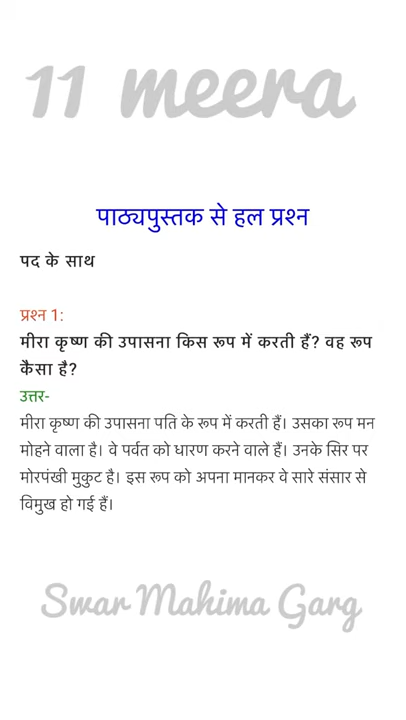 11 meera
पाठ्यपुस्तक से हल प्रश्न
पद के साथ
प्रश्न 1:
मीरा कृष्ण की उपासना किस रूप में करती हैं? वह रूप
कैसा है?
उत्तर-
मीरा कृष्ण की उपासना पति के रूप में करती हैं। उसका रूप मन
मोहने वाला है। वे पर्वत को धारण करने वाले हैं। उनके सिर पर
मोरपंखी मुकुट है। इस रूप को अपना मानकर वे सारे संसार से
विमुख हो गई हैं।
Swar Mahima Garg